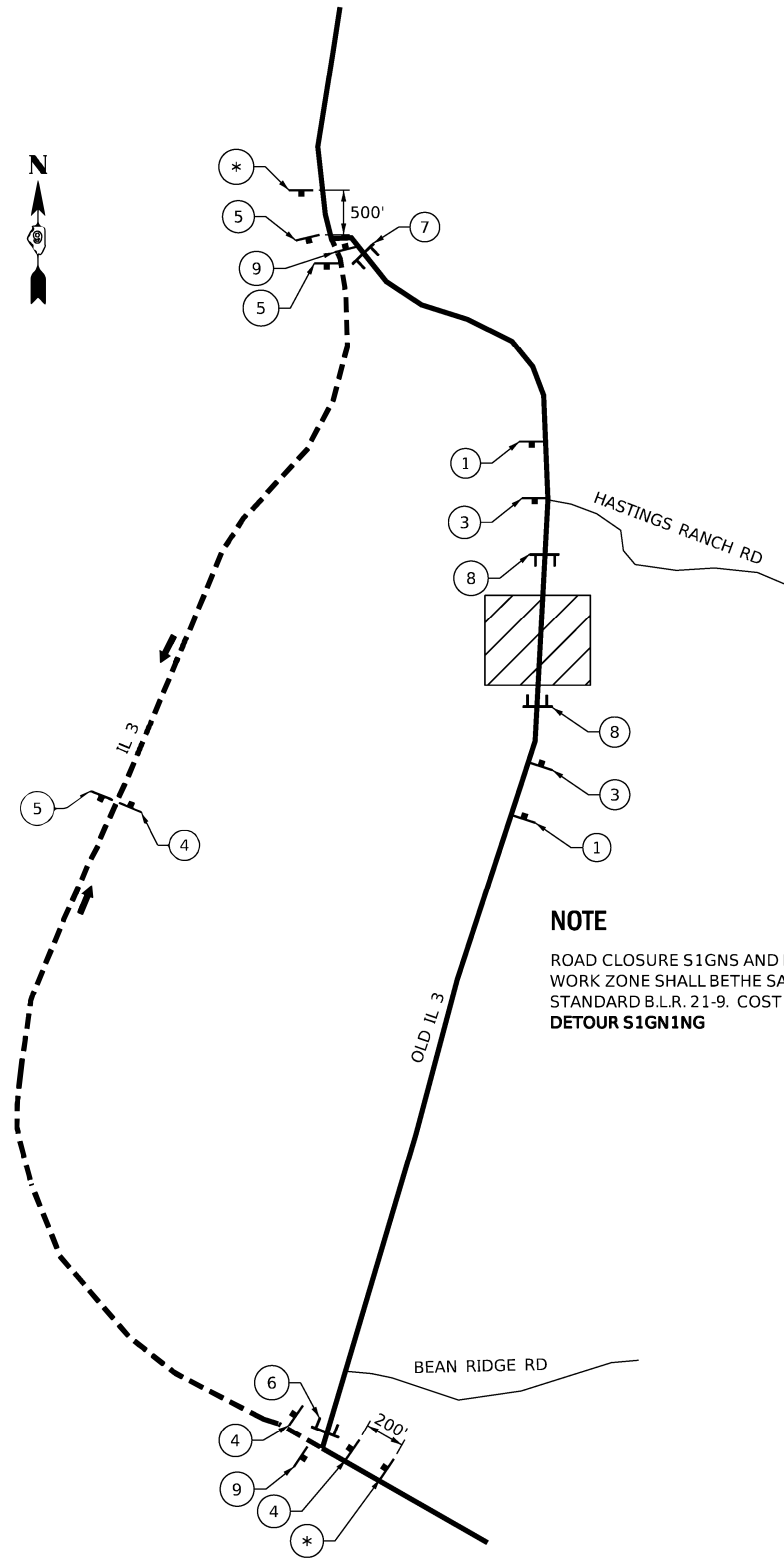 N
*
500'
5
7
9
5
1
3
HASTINGS RANCH RD
8
8
IL 3
3
5
4
1
NOTE
ROAD CLOSURE S1GNS AND
WORK ZONE SHALL BETHE SA
STANDARD B.L.R. 21-9. COST
DETOUR S1GN1NG
OLD IL 3
BEAN RIDGE RD
6
200'
4
9
4
*